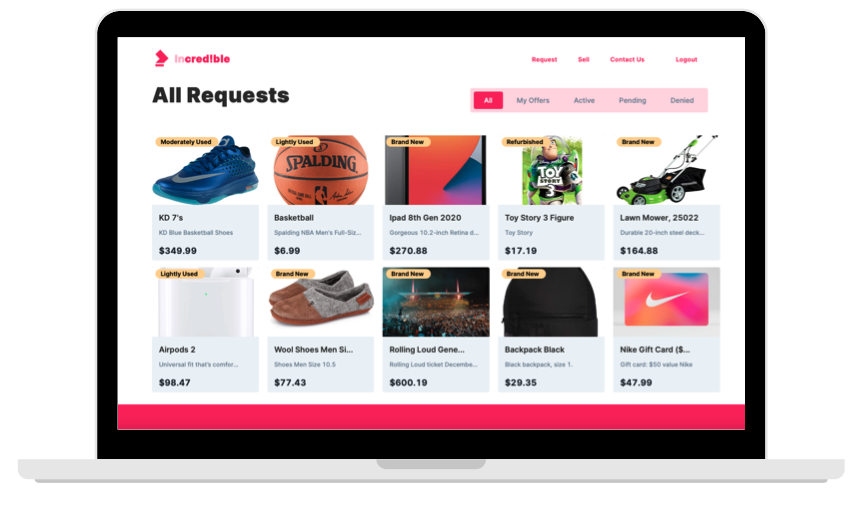 Incred!ble
Request Sell Contact Us Logout
All Requests
All My Offers Active Pending Denied
Moderately Used Lightly Used Brand New Refurbished Brand New
SPALDING
TOY
STORY
3
KD 7's Basketball Ipad 8th Gen 2020 Toy Story 3 Figure Lawn Mower, 25022
KD Blue Basketball Shoes Spalding NBA Men's Full-Siz... Gorgeous 10.2-inch Retina d... Toy Story Durable 20-inch steel deck...
$349.99 $6.99 $270.88 $17.19 $164.88
Lightly Used Brand New Brand New Brand New Brand New
Airpods 2 Wool Shoes Men Si... Rolling Loud Gene... Backpack Black Nike Gift Card ($...
Universal fit that's comfor... Shoes Men Size 10.5 Rolling Loud ticket Decembe... Black backpack, size 1. Gift card: $50 value Nike
$98.47 $77.43 $600.19 $29.35 $47.99